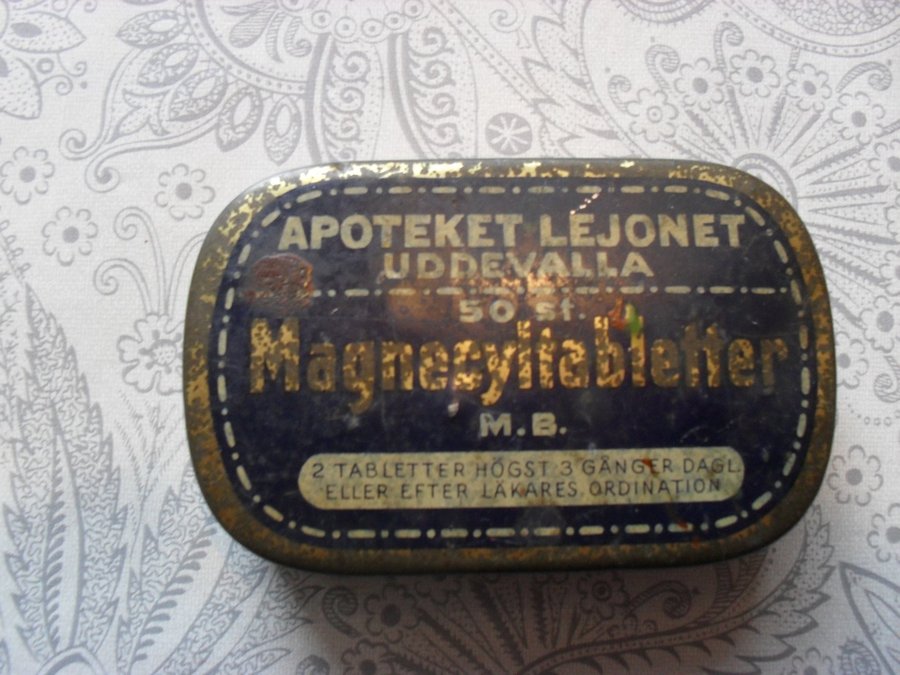 APOTEKET LEJONET
UDDEVALLA
50 st.
Magnecyltabletter
M.B.
2 TABLETTER HÖGST 3 GÅNGER DAGL.
ELLER EFTER LÄKARES ORDINATION